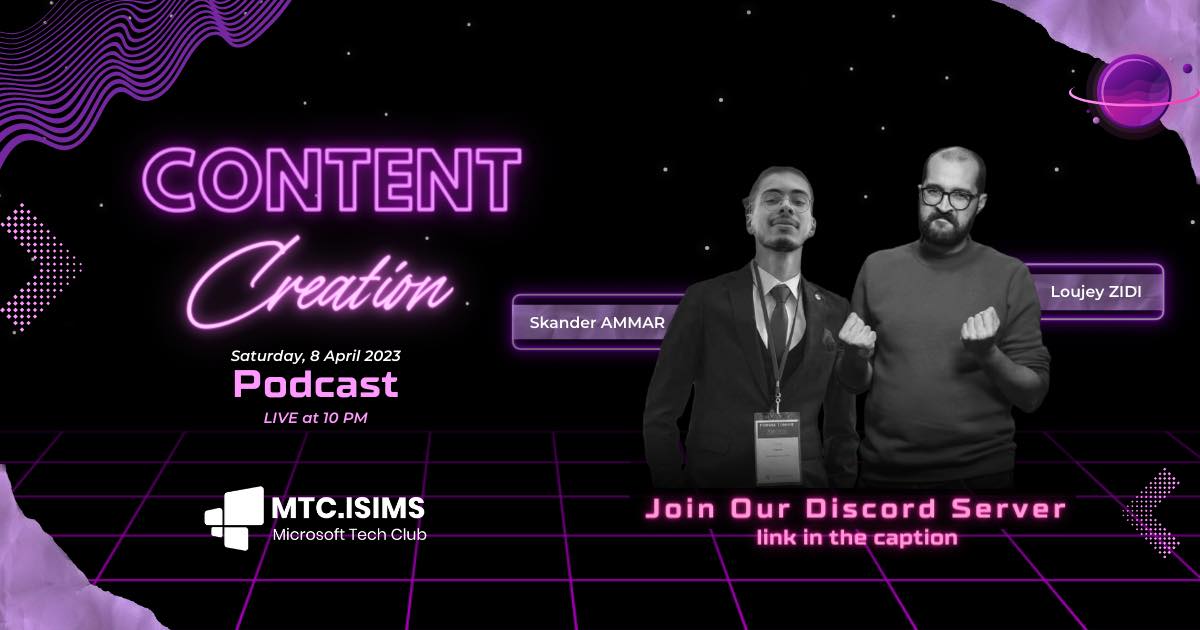 CONTENT
Creation
Saturday, 8 April 2023
Podcast
LIVE at 10 PM
MTC.ISIMS
Microsoft Tech Club
Skander AMMAR
Loujey ZIDI
Join Our Discord Server
link in the caption